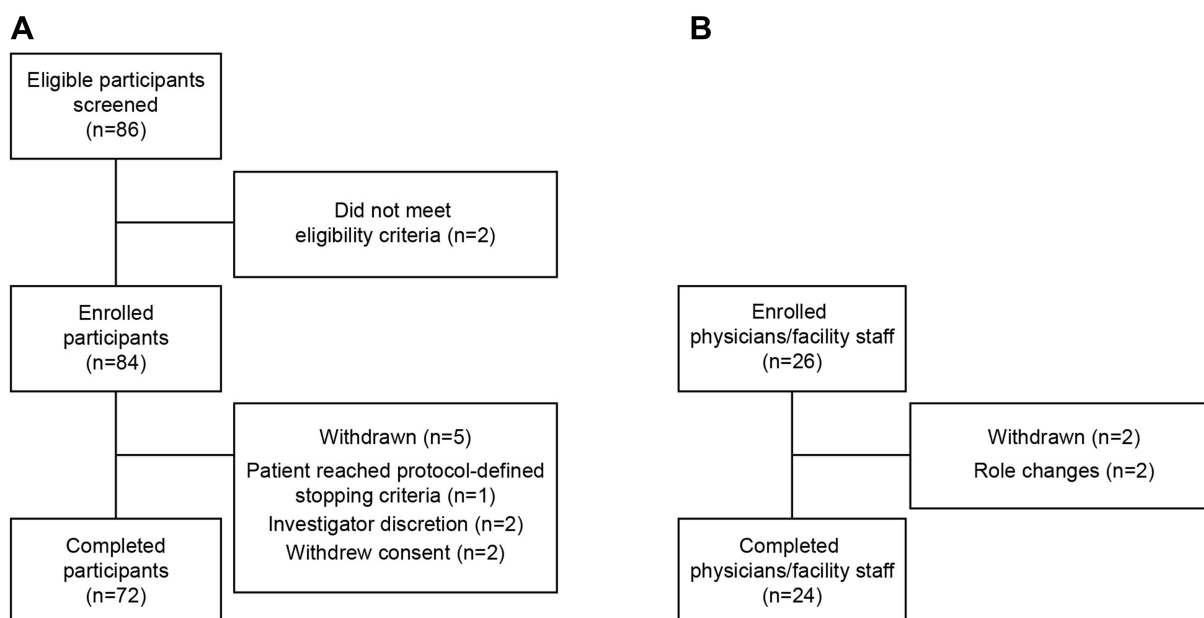 A
Eligible participants
screened
(n=86)
Did not meet
eligibility criteria (n=2)
Enrolled
participants
(n=84)
Withdrawn (n=5)
Patient reached protocol-defined
stopping criteria (n=1)
Investigator discretion (n=2)
Withdrew consent (n=2)
Completed
participants
(n=72)
B
Enrolled
physicians/facility staff
(n=26)
Withdrawn (n=2)
Role changes (n=2)
Completed
physicians/facility staff
(n=24)